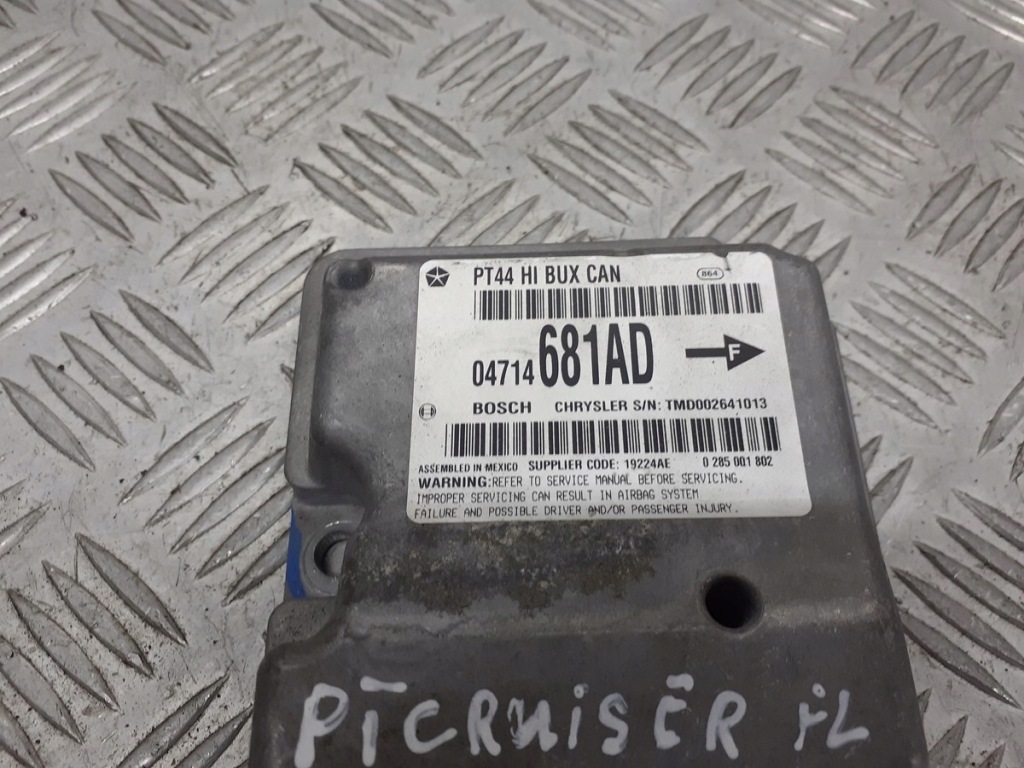 PT44 HI BUX CAN 864
04714 681AD F
BOSCH CHRYSLER S/N: TMD002641013
ASSEMBLED IN MEXICO SUPPLIER CODE: 19224AE 0 285 001 802
WARNING: REFER TO SERVICE MANUAL BEFORE SERVICING.
IMPROPER SERVICING CAN RESULT IN AIRBAG SYSTEM
FAILURE AND POSSIBLE DRIVER AND/OR PASSENGER INJURY.
PTCRUISER FL